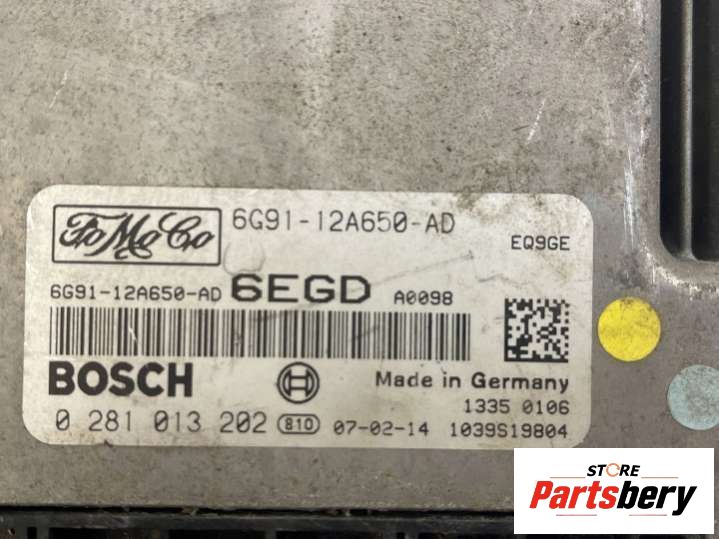 FoMoCo
6G91-12A650-AD
EQ9GE
6G91-12A650-AD 6EGD A0098
BOSCH
Made in Germany
1335 0106
0 281 013 202 810 07-02-14 1039S19804
STORE
Partsbery